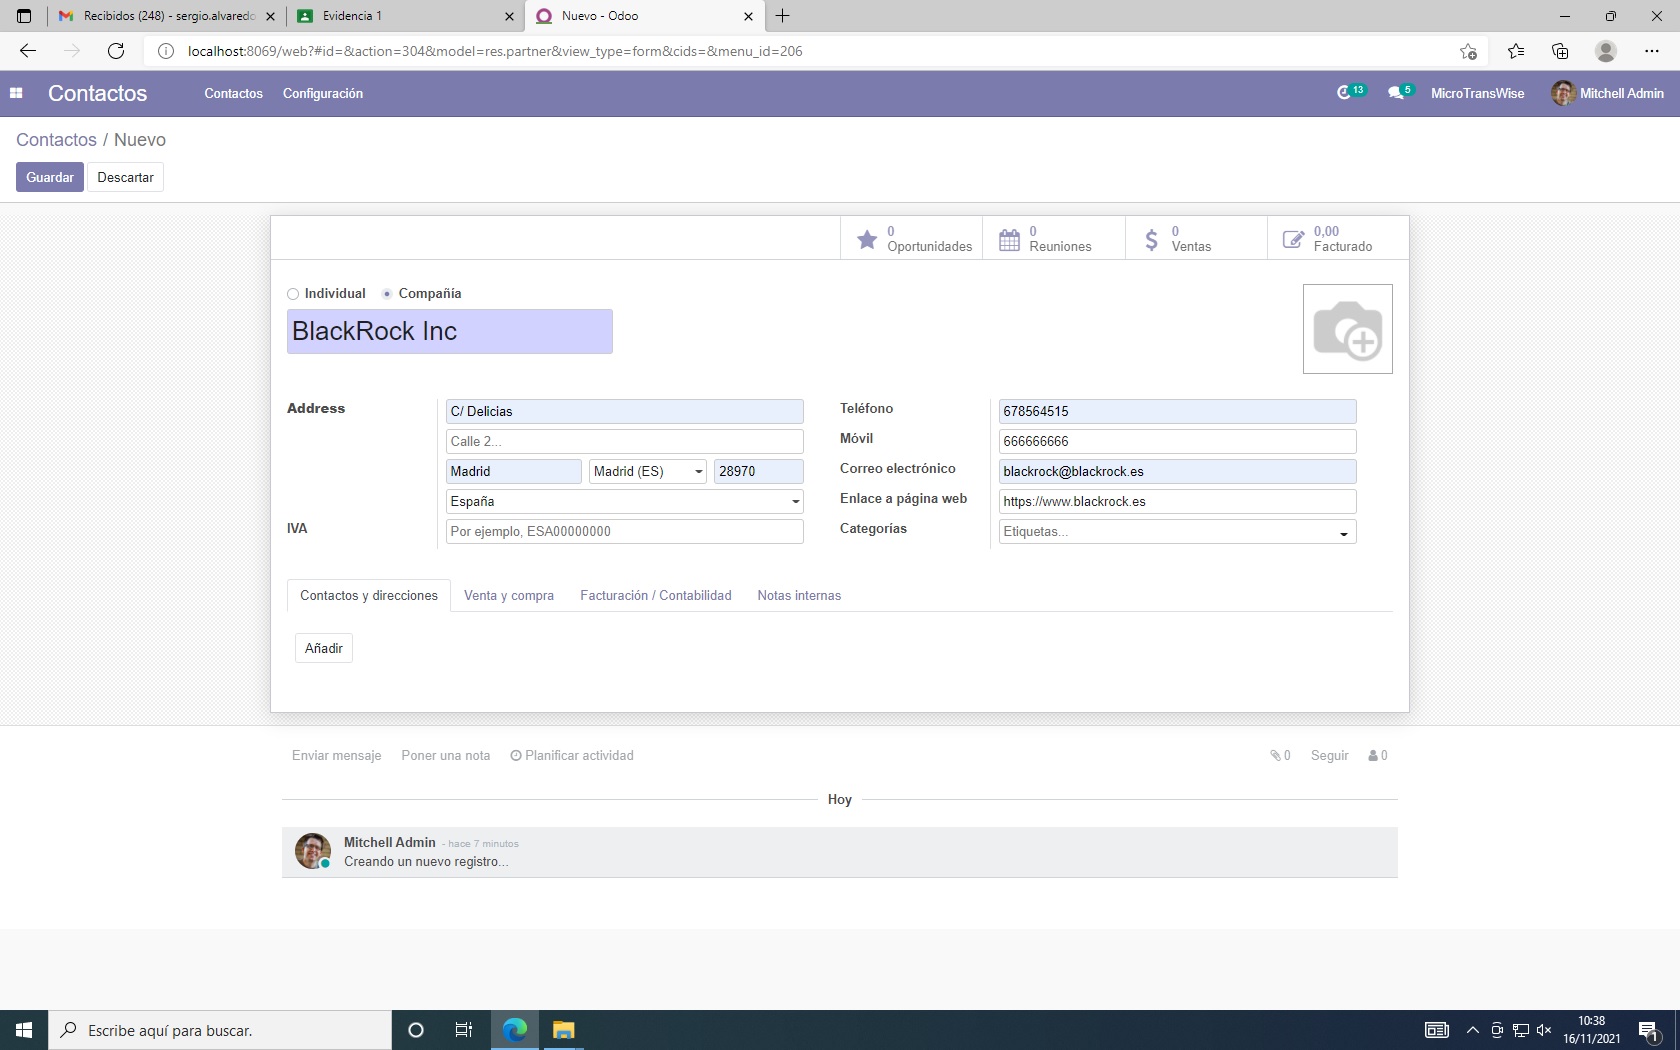 Recibidos (248) - sergio.alvaredo
Evidencia 1
Nuevo - Odoo
localhost:8069/web?#id=&action=304&model=res.partner&view_type=form&cids=&menu_id=206
Contactos
Contactos
Configuración
13
5
MicroTransWise
Mitchell Admin
Contactos / Nuevo
Guardar
Descartar
0
Oportunidades
0
Reuniones
0
Ventas
0,00
Facturado
Individual
Compañía
BlackRock Inc
Address
C/ Delicias
Calle 2...
Madrid
Madrid (ES)
28970
España
IVA
Por ejemplo, ESA00000000
Teléfono
678564515
Móvil
666666666
Correo electrónico
blackrock@blackrock.es
Enlace a página web
https://www.blackrock.es
Categorías
Etiquetas...
Contactos y direcciones
Venta y compra
Facturación / Contabilidad
Notas internas
Añadir
Enviar mensaje
Poner una nota
Planificar actividad
0
Seguir
0
Hoy
Mitchell Admin - hace 7 minutos
Creando un nuevo registro...
Escribe aquí para buscar.
10:38
16/11/2021
1